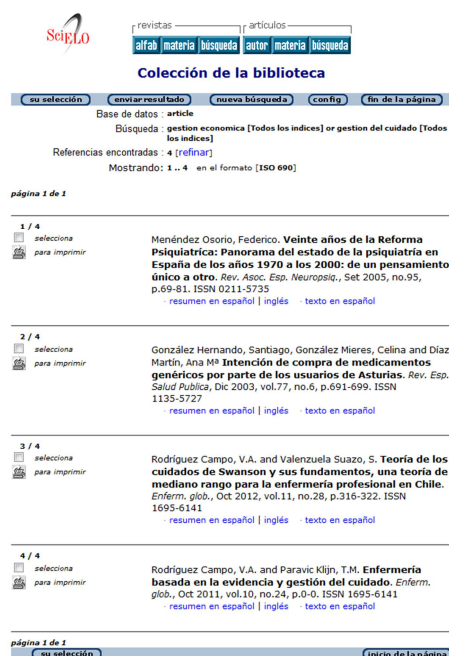 SciELO
revistas
artículos
alfab materia búsqueda autor materia búsqueda
Colección de la biblioteca
su selección enviar resultado nueva búsqueda config fin de la página
Base de datos : article
Búsqueda : gestion economica [Todos los indices] or gestion del cuidado [Todos
los indices]
Referencias encontradas : 4 [refinar]
Mostrando: 1 .. 4 en el formato [ISO 690]
página 1 de 1
1 / 4
selecciona
para imprimir
Menéndez Osorio, Federico. Veinte años de la Reforma
Psiquiatríca: Panorama del estado de la psiquiatría en
España de los años 1970 a los 2000: de un pensamiento
único a otro. Rev. Asoc. Esp. Neuropsiq., Set 2005, no.95,
p.69-81. ISSN 0211-5735
· resumen en español | inglés · texto en español
2 / 4
selecciona
para imprimir
González Hernando, Santiago, González Mieres, Celina and Díaz
Martín, Ana Mª Intención de compra de medicamentos
genéricos por parte de los usuarios de Asturias. Rev. Esp.
Salud Publica, Dic 2003, vol.77, no.6, p.691-699. ISSN
1135-5727
· resumen en español | inglés · texto en español
3 / 4
selecciona
para imprimir
Rodríguez Campo, V.A. and Valenzuela Suazo, S. Teoría de los
cuidados de Swanson y sus fundamentos, una teoría de
mediano rango para la enfermería profesional en Chile.
Enferm. glob., Oct 2012, vol.11, no.28, p.316-322. ISSN
1695-6141
· resumen en español | inglés · texto en español
4 / 4
selecciona
para imprimir
Rodríguez Campo, V.A. and Paravic Klijn, T.M. Enfermería
basada en la evidencia y gestión del cuidado. Enferm.
glob., Oct 2011, vol.10, no.24, p.0-0. ISSN 1695-6141
· resumen en español | inglés · texto en español
página 1 de 1
su selección inicio de la página